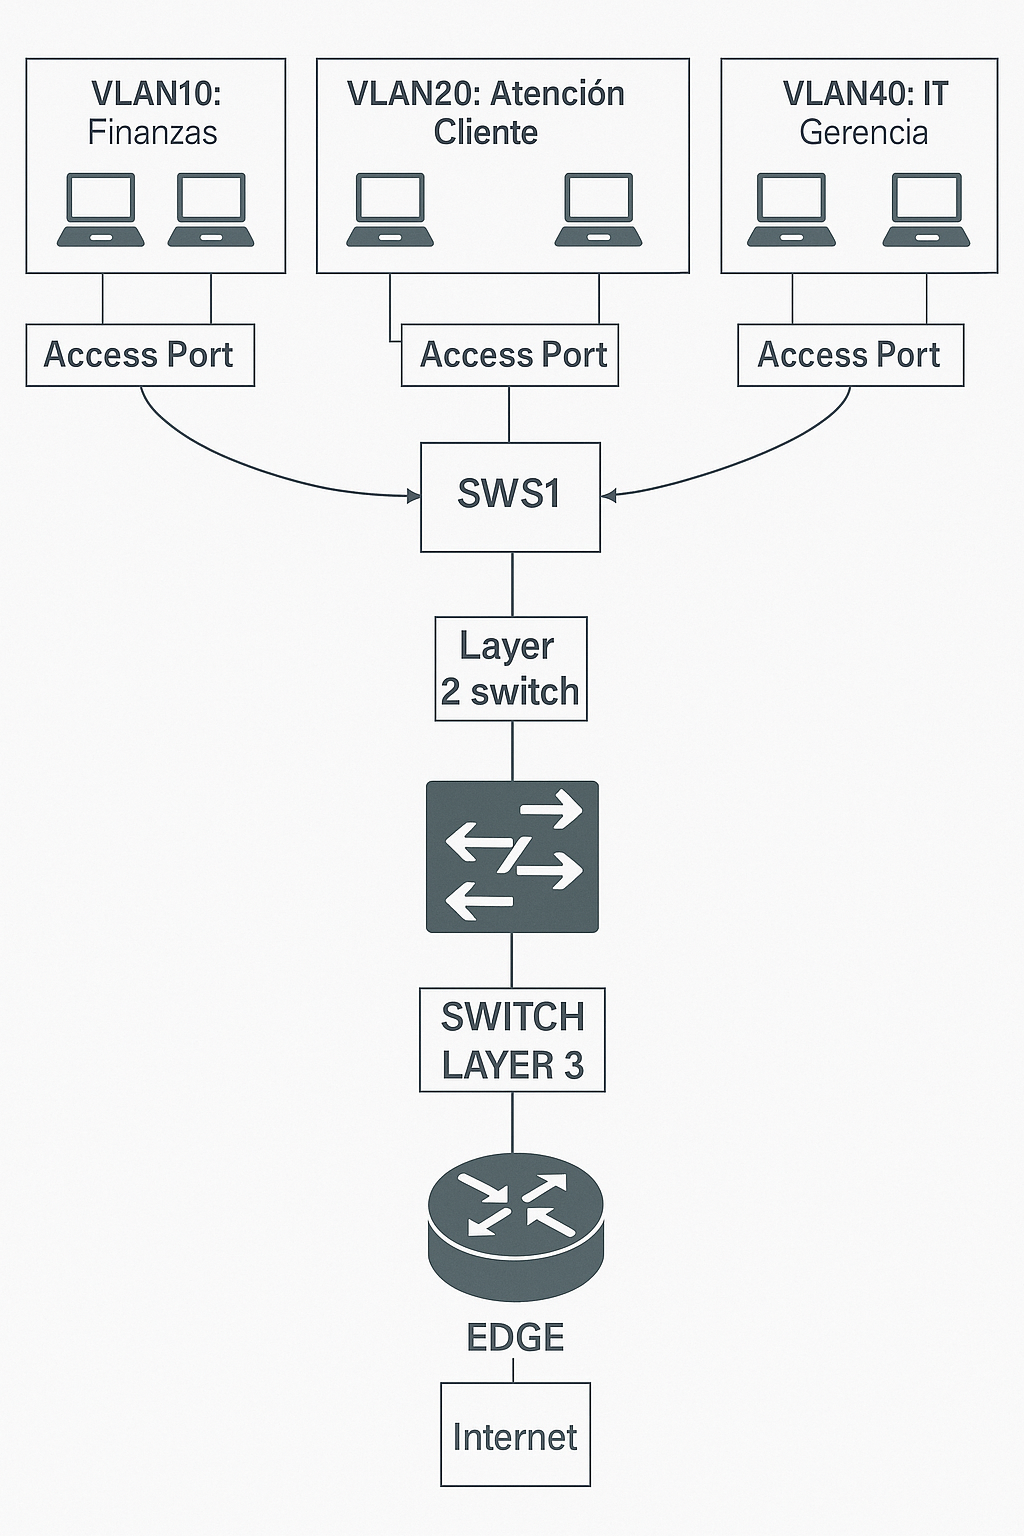 VLAN10:
Finanzas
VLAN20: Atención
Cliente
VLAN40: IT
Gerencia
Access Port
Access Port
Access Port
SWS1
Layer
2 switch
SWITCH
LAYER 3
EDGE
Internet